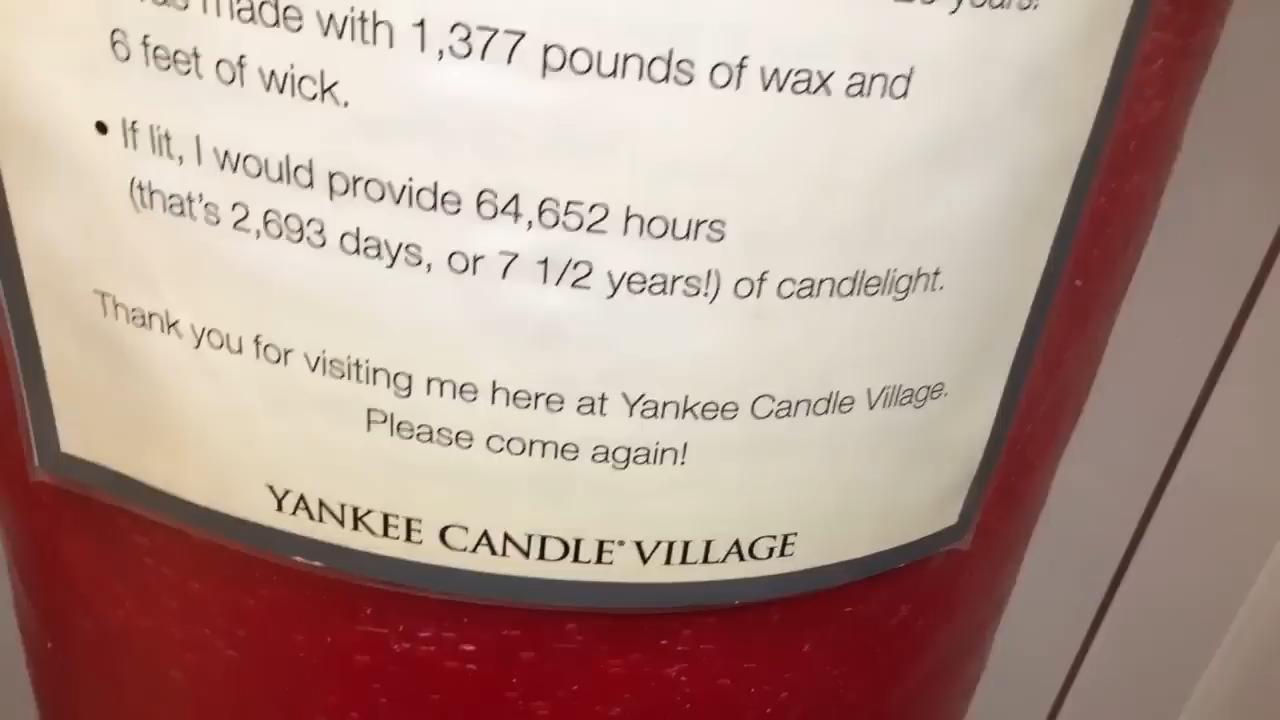 made with 1,377 pounds of wax and
6 feet of wick.
• If lit, I would provide 64,652 hours
(that's 2,693 days, or 7 1/2 years!) of candlelight.
Thank you for visiting me here at Yankee Candle Village.
Please come again!
YANKEE CANDLE® VILLAGE